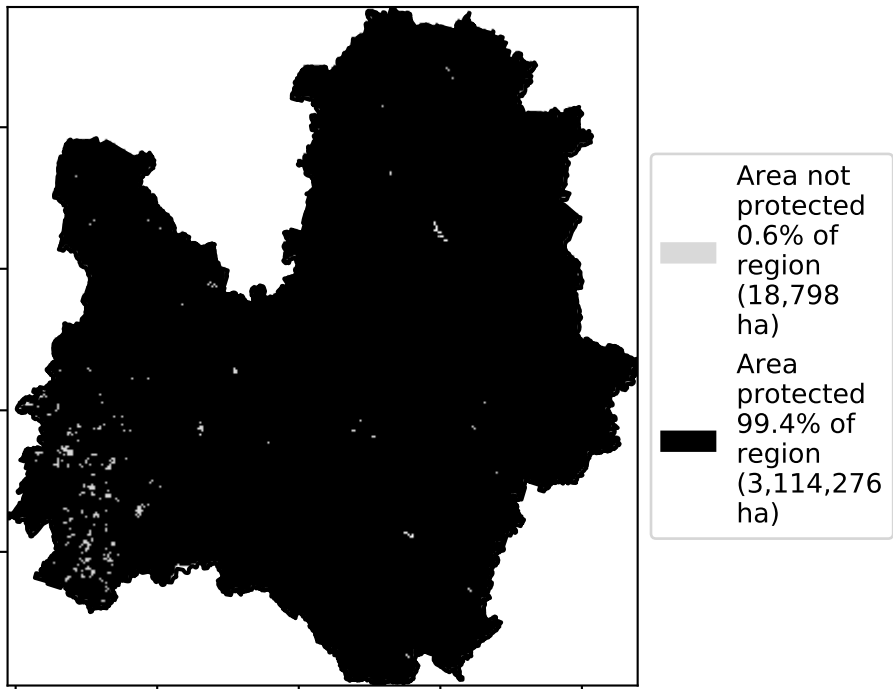 Area not
protected
0.6% of
region
(18,798
ha)
Area
protected
99.4% of
region
(3,114,276
ha)